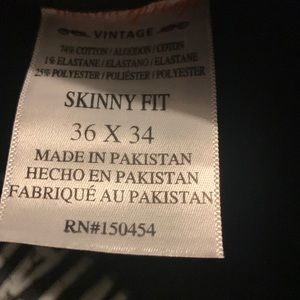 VINTAGE
74% COTTON / ALGODON / COTON
1% ELASTANE / ELASTANO / ELASTANE
25% POLYESTER / POLIÉSTER / POLYESTER
SKINNY FIT
36 X 34
MADE IN PAKISTAN
HECHO EN PAKISTAN
FABRIQUÉ AU PAKISTAN
RN#150454